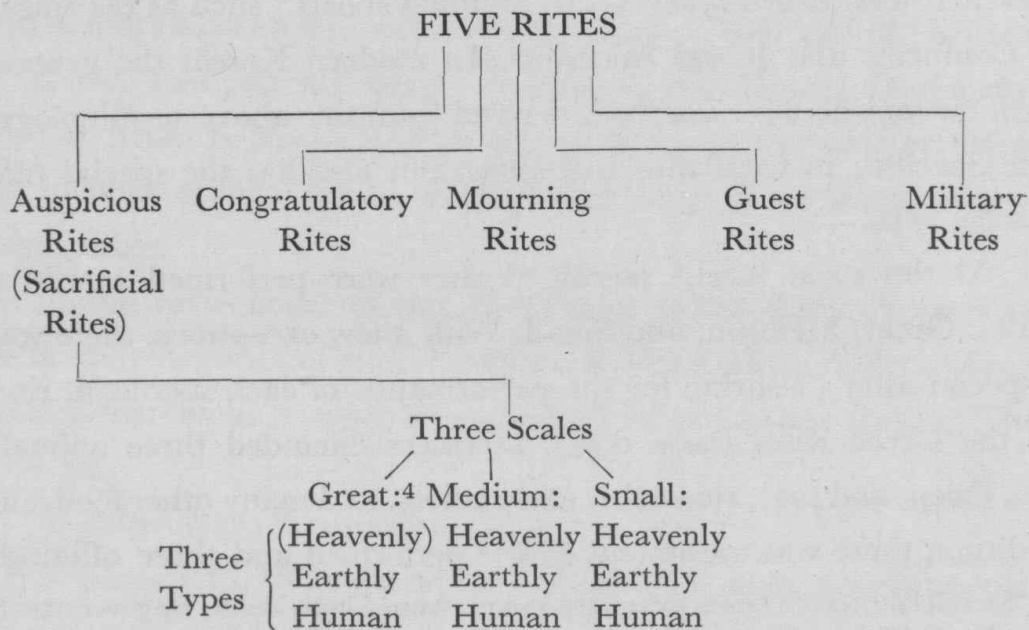 FIVE RITES
Auspicious Congratulatory Mourning Guest Military
Rites Rites Rites Rites Rites
(Sacrificial
Rites)
Three Scales
Great:4 Medium: Small:
(Heavenly) Heavenly Heavenly
Three Types
Earthly Earthly Earthly
Human Human Human